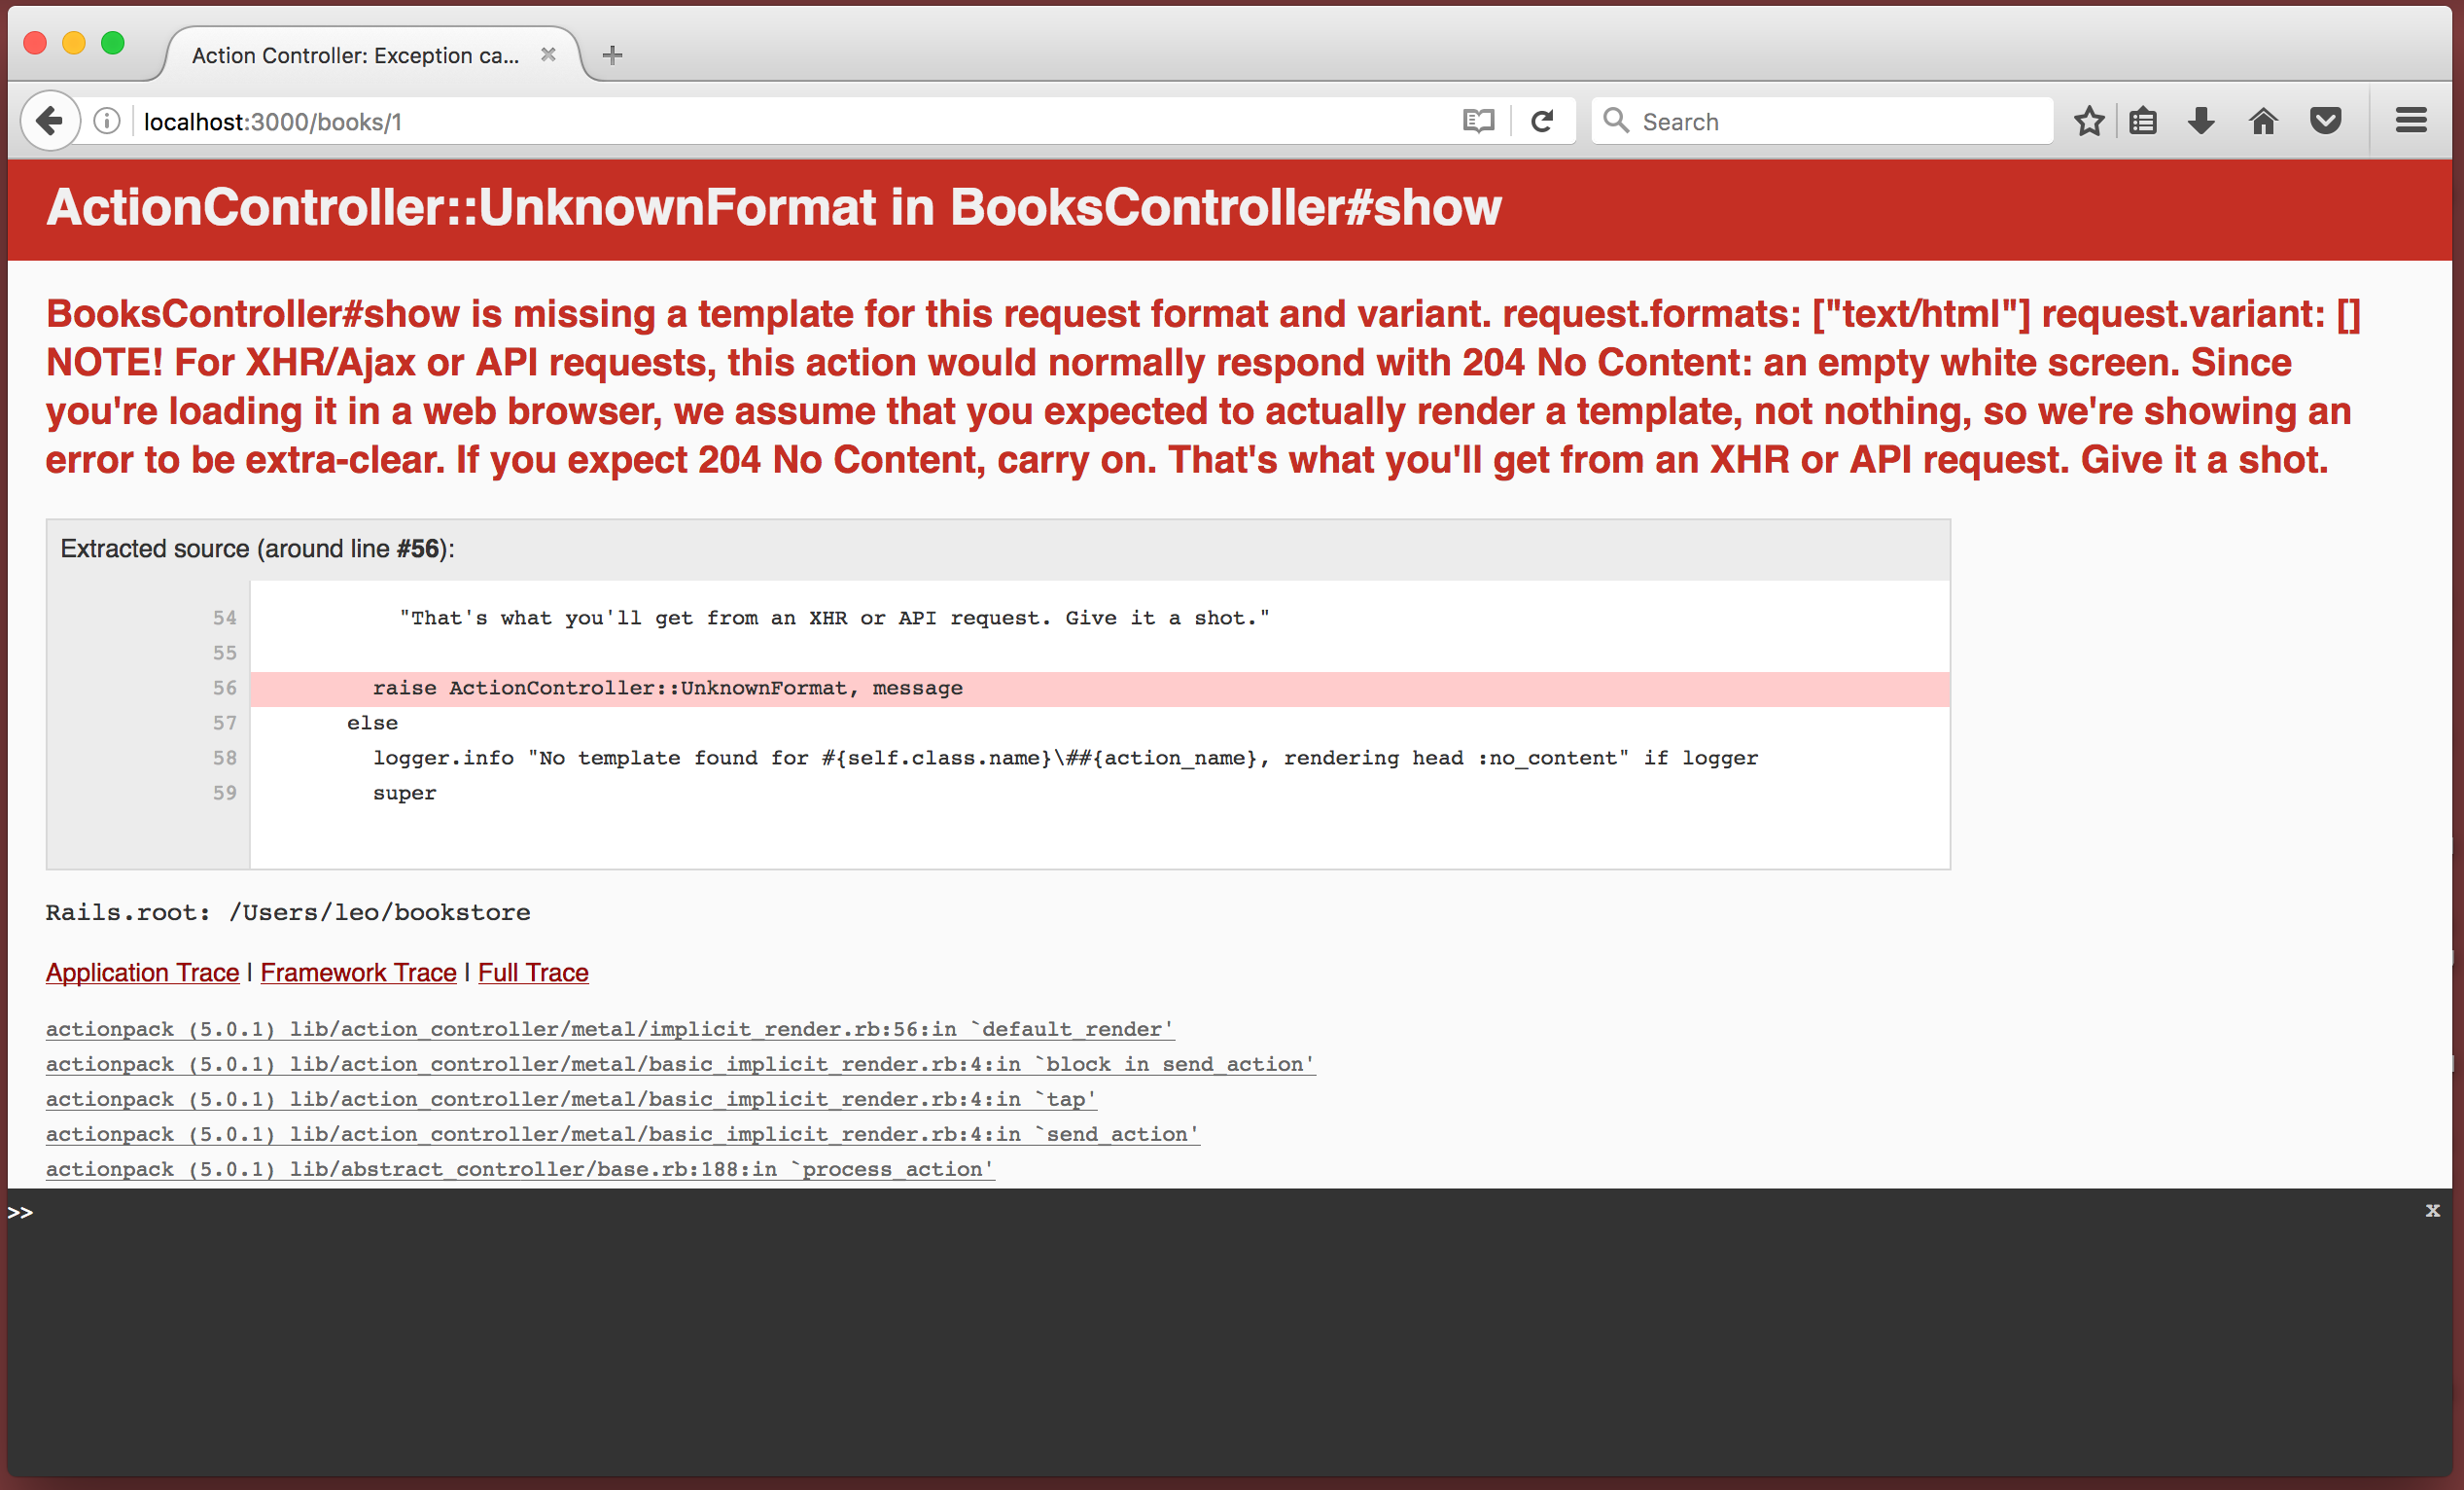 Action Controller: Exception ca...
localhost:3000/books/1
Search
ActionController::UnknownFormat in BooksController#show
BooksController#show is missing a template for this request format and variant. request.formats: ["text/html"] request.variant: []
NOTE! For XHR/Ajax or API requests, this action would normally respond with 204 No Content: an empty white screen. Since
you're loading it in a web browser, we assume that you expected to actually render a template, not nothing, so we're showing an
error to be extra-clear. If you expect 204 No Content, carry on. That's what you'll get from an XHR or API request. Give it a shot.
Extracted source (around line #56):
54 "That's what you'll get from an XHR or API request. Give it a shot."
55
56 raise ActionController::UnknownFormat, message
57 else
58 logger.info "No template found for #{self.class.name}\##{action_name}, rendering head :no_content" if logger
59 super
Rails.root: /Users/leo/bookstore
Application Trace | Framework Trace | Full Trace
actionpack (5.0.1) lib/action_controller/metal/implicit_render.rb:56:in `default_render'
actionpack (5.0.1) lib/action_controller/metal/basic_implicit_render.rb:4:in `block in send_action'
actionpack (5.0.1) lib/action_controller/metal/basic_implicit_render.rb:4:in `tap'
actionpack (5.0.1) lib/action_controller/metal/basic_implicit_render.rb:4:in `send_action'
actionpack (5.0.1) lib/abstract_controller/base.rb:188:in `process_action'
>> x